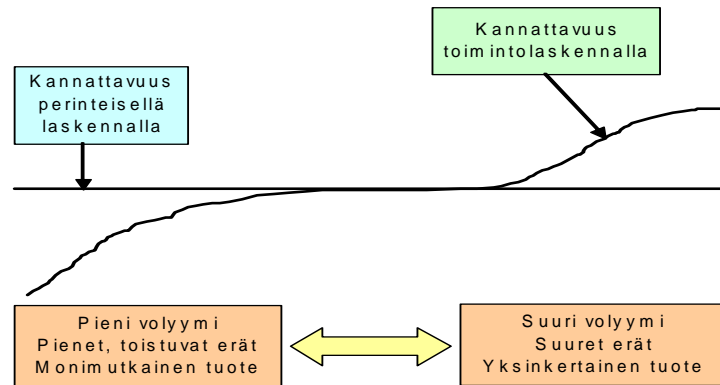 Kannattavuus
perinteisellä
laskennalla
Kannattavuus
toimintolaskennalla
Pieni volyymi
Pienet, toistuvat erät
Monimutkainen tuote
Suuri volyymi
Suuret erät
Yksinkertainen tuote